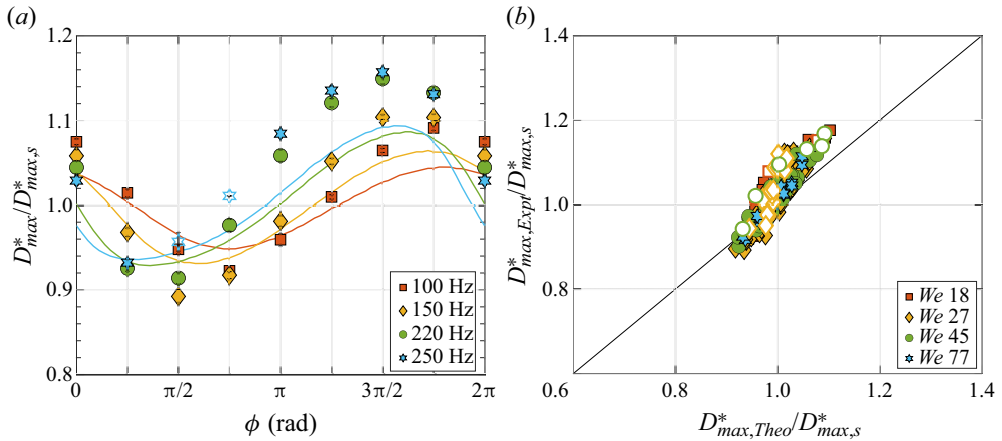 (a)
1.2
1.1
1.0
0.9
0.8
D*max/D*max,s
0
π/2
π
3π/2
2π
ϕ (rad)
100 Hz
150 Hz
220 Hz
250 Hz
(b)
1.4
1.2
1.0
0.8
0.6
D*max,Expt/D*max,s
0.8
1.0
1.2
1.4
D*max,Theo/D*max,s
We 18
We 27
We 45
We 77